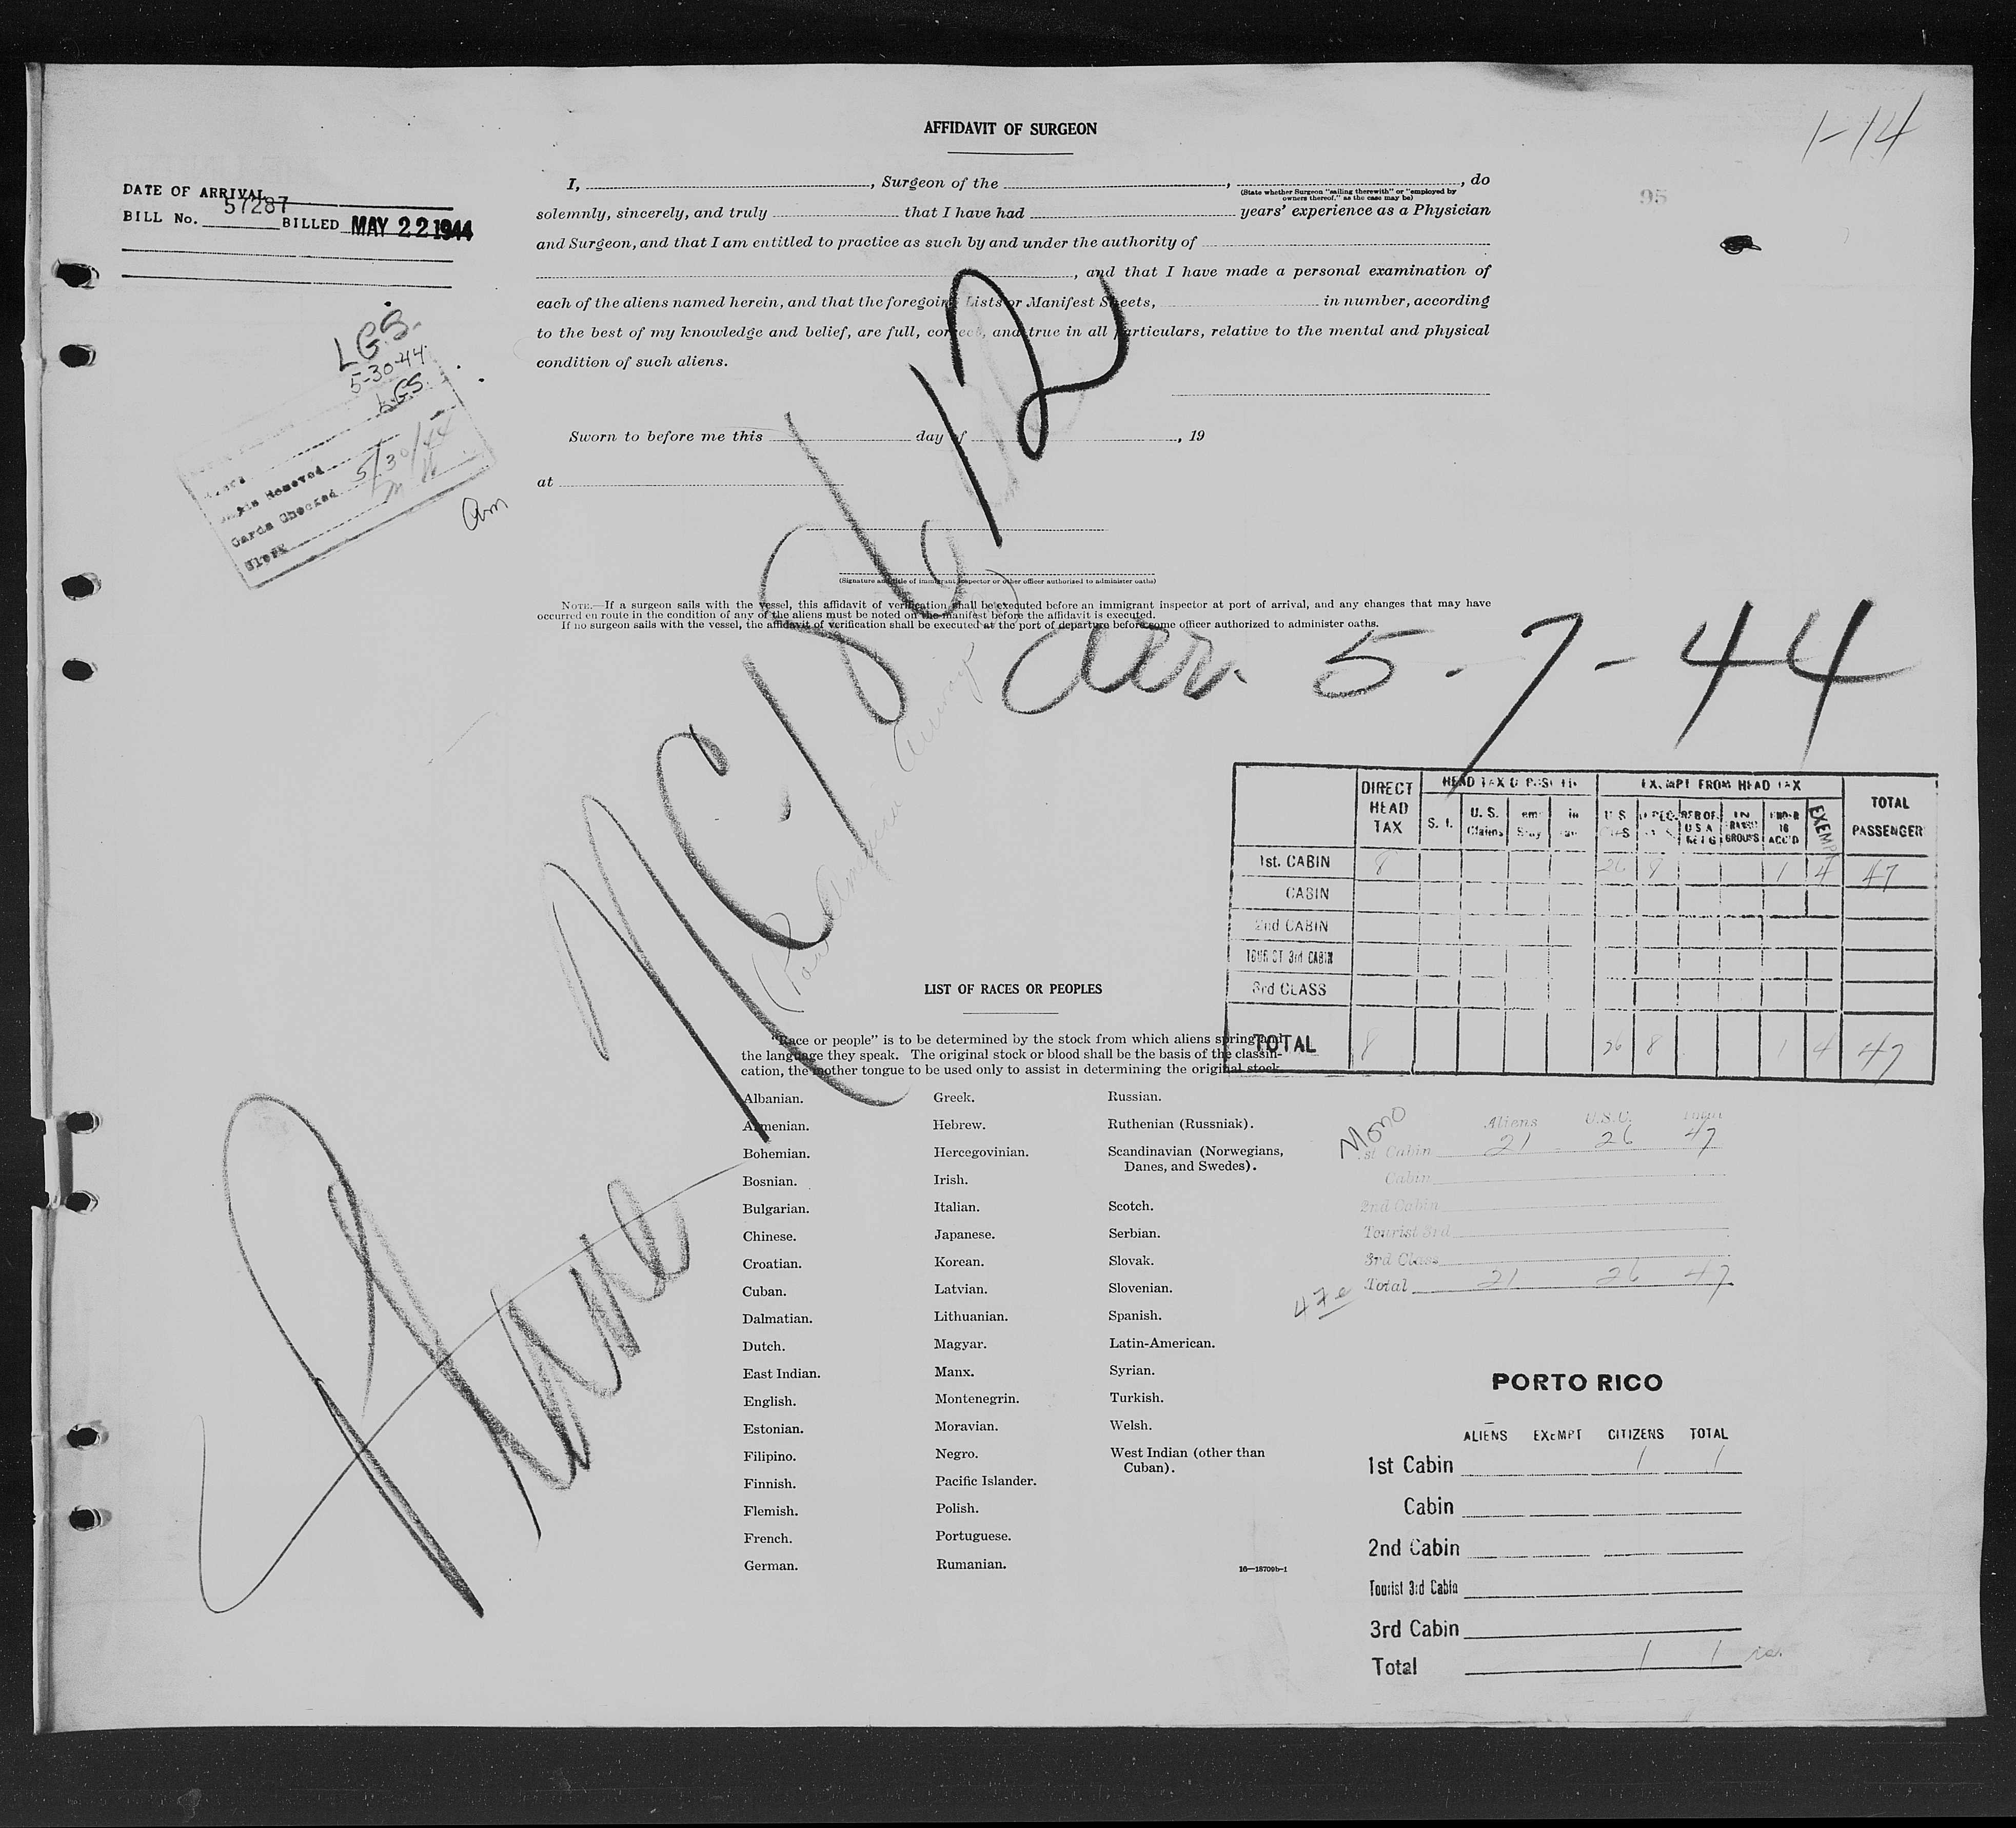 1-14
AFFIDAVIT OF SURGEON
95
DATE OF ARRIVAL
BILL No. 57287 BILLED MAY 22 1944
I, , Surgeon of the , , do
(State whether Surgeon "sailing therewith" or "employed by
owners thereof," as the case may be)
solemnly, sincerely, and truly that I have had years' experience as a Physician
and Surgeon, and that I am entitled to practice as such by and under the authority of
, and that I have made a personal examination of
each of the aliens named herein, and that the foregoing Lists or Manifest Sheets, in number, according
to the best of my knowledge and belief, are full, correct, and true in all particulars, relative to the mental and physical
condition of such aliens.
LGS.
5-30-44
LGS.
Removed
Cards Checked 5/30/44
Clerk
am
Sworn to before me this day of , 19
at
(Signature and title of immigrant inspector or other officer authorized to administer oaths)
NOTE.—If a surgeon sails with the vessel, this affidavit of verification shall be executed before an immigrant inspector at port of arrival, and any changes that may have
occurred en route in the condition of any of the aliens must be noted on the manifest before the affidavit is executed.
If no surgeon sails with the vessel, the affidavit of verification shall be executed at the port of departure before some officer authorized to administer oaths.
Plane NC-18612
arr. 5-7-44
DIRECT HEAD TAX
HEAD TAX DEPOSIT
EXEMPT FROM HEAD TAX
TOTAL PASSENGER
S. I. U. S. Claims
EXEMPT
1st. CABIN 8 26 8 1 4 47
CABIN
2nd CABIN
TOURIST 3rd CABIN
3rd CLASS
TOTAL 8 26 8 1 4 47
LIST OF RACES OR PEOPLES
"Race or people" is to be determined by the stock from which aliens spring and
the language they speak. The original stock or blood shall be the basis of the classifi-
cation, the mother tongue to be used only to assist in determining the original stock.
Albanian.
Armenian.
Bohemian.
Bosnian.
Bulgarian.
Chinese.
Croatian.
Cuban.
Dalmatian.
Dutch.
East Indian.
English.
Estonian.
Filipino.
Finnish.
Flemish.
French.
German.
Greek.
Hebrew.
Hercegovinian.
Irish.
Italian.
Japanese.
Korean.
Latvian.
Lithuanian.
Magyar.
Manx.
Montenegrin.
Moravian.
Negro.
Pacific Islander.
Polish.
Portuguese.
Rumanian.
Russian.
Ruthenian (Russniak).
Scandinavian (Norwegians,
Danes, and Swedes).
Scotch.
Serbian.
Slovak.
Slovenian.
Spanish.
Latin-American.
Syrian.
Turkish.
Welsh.
West Indian (other than
Cuban).
16—18709b-1
Mono
Aliens U.S.C. Total
1st Cabin 21 26 47
Cabin
2nd Cabin
Tourist 3rd
3rd Class
Total 21 26 47
47e
PORTO RICO
ALIENS EXEMPT CITIZENS TOTAL
1st Cabin 1 1
Cabin
2nd Cabin
Tourist 3rd Cabin
3rd Cabin
Total 1 1